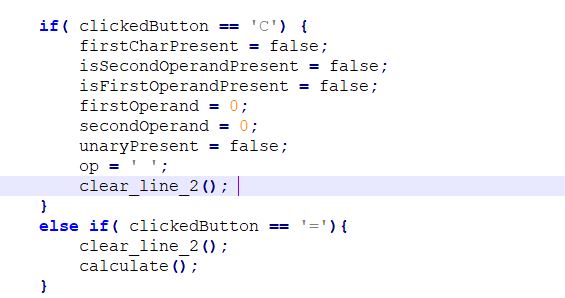 if( clickedButton == 'C') {
firstCharPresent = false;
isSecondOperandPresent = false;
isFirstOperandPresent = false;
firstOperand = 0;
secondOperand = 0;
unaryPresent = false;
op = ' ';
clear_line_2();
}
else if( clickedButton == '='){
clear_line_2();
calculate();
}